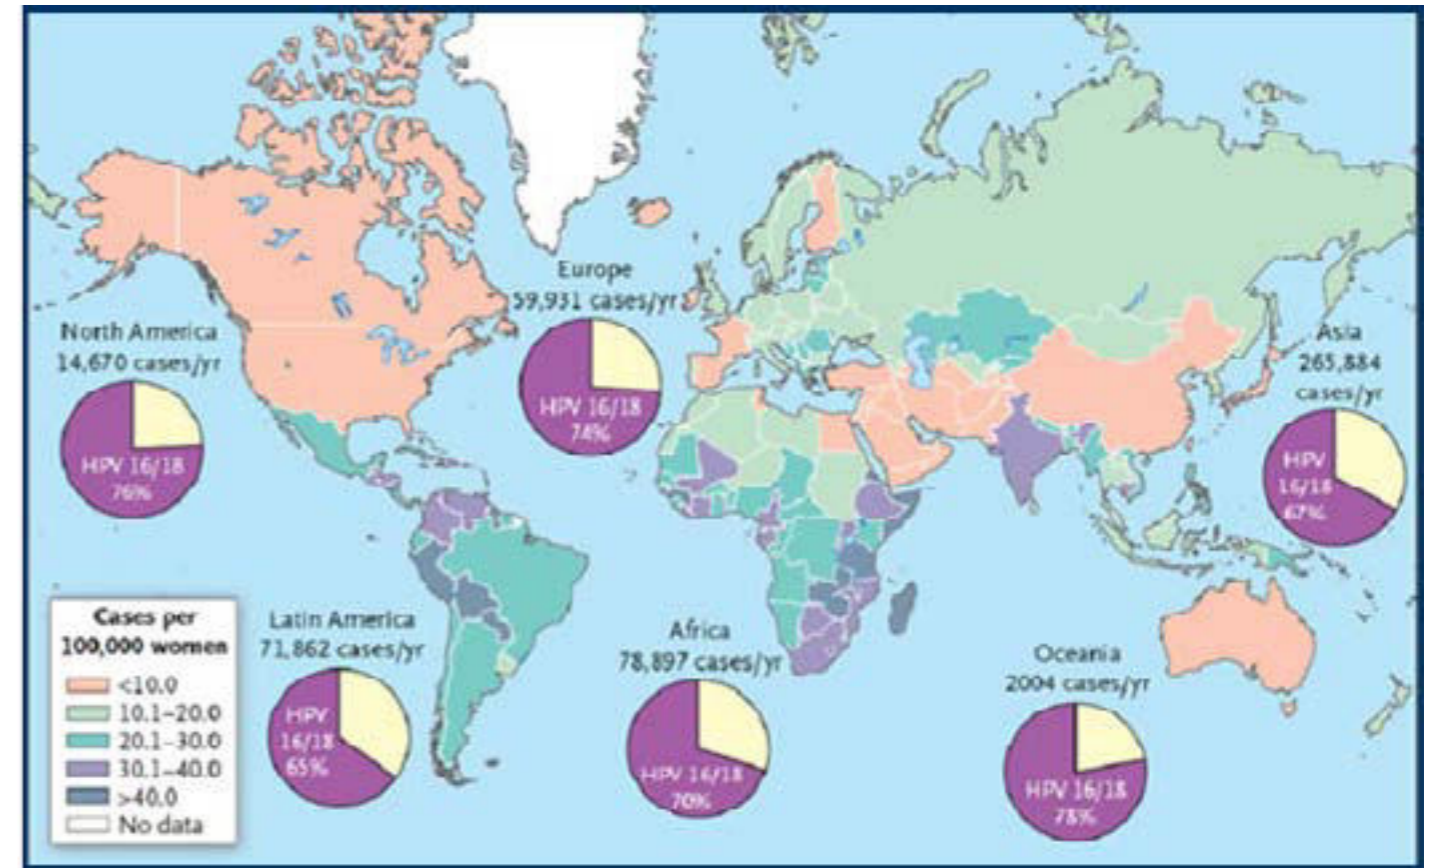 Europe
59,931 cases/yr
HPV 16/18
74%
North America
14,670 cases/yr
HPV 16/18
76%
Asia
265,884
cases/yr
HPV
16/18
67%
Cases per
100,000 women
<10.0
10.1–20.0
20.1–30.0
30.1–40.0
>40.0
No data
Latin America
71,862 cases/yr
HPV
16/18
65%
Africa
78,897 cases/yr
HPV 16/18
70%
Oceania
2004 cases/yr
HPV 16/18
78%